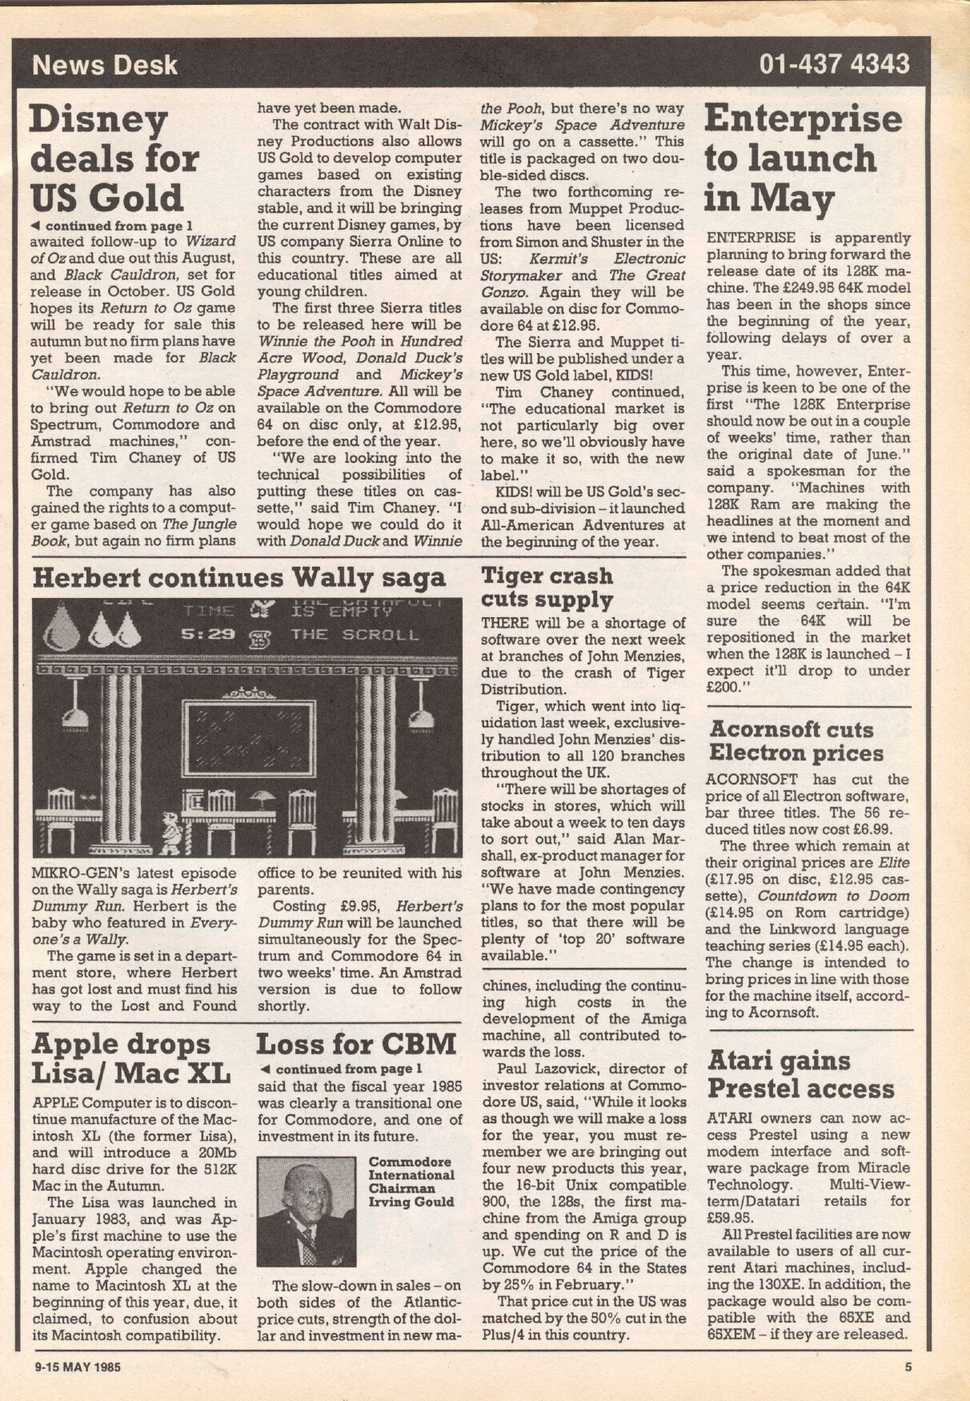 News Desk
01-437 4343
Disney
deals for
US Gold
◄ continued from page 1
awaited follow-up to Wizard
of Oz and due out this August,
and Black Cauldron, set for
release in October. US Gold
hopes its Return to Oz game
will be ready for sale this
autumn but no firm plans have
yet been made for Black
Cauldron.
"We would hope to be able
to bring out Return to Oz on
Spectrum, Commodore and
Amstrad machines," con-
firmed Tim Chaney of US
Gold.
The company has also
gained the rights to a comput-
er game based on The Jungle
Book, but again no firm plans
have yet been made.
The contract with Walt Dis-
ney Productions also allows
US Gold to develop computer
games based on existing
characters from the Disney
stable, and it will be bringing
the current Disney games, by
US company Sierra Online to
this country. These are all
educational titles aimed at
young children.
The first three Sierra titles
to be released here will be
Winnie the Pooh in Hundred
Acre Wood, Donald Duck's
Playground and Mickey's
Space Adventure. All will be
available on the Commodore
64 on disc only, at £12.95,
before the end of the year.
"We are looking into the
technical possibilities of
putting these titles on cas-
sette," said Tim Chaney. "I
would hope we could do it
with Donald Duck and Winnie
the Pooh, but there's no way
Mickey's Space Adventure
will go on a cassette." This
title is packaged on two dou-
ble-sided discs.
The two forthcoming re-
leases from Muppet Produc-
tions have been licensed
from Simon and Shuster in the
US: Kermit's Electronic
Storymaker and The Great
Gonzo. Again they will be
available on disc for Commo-
dore 64 at £12.95.
The Sierra and Muppet ti-
tles will be published under a
new US Gold label, KIDS!
Tim Chaney continued,
"The educational market is
not particularly big over
here, so we'll obviously have
to make it so, with the new
label."
KIDS! will be US Gold's sec-
ond sub-division – it launched
All-American Adventures at
the beginning of the year.
Enterprise
to launch
in May
ENTERPRISE is apparently
planning to bring forward the
release date of its 128K ma-
chine. The £249.95 64K model
has been in the shops since
the beginning of the year,
following delays of over a
year.
This time, however, Enter-
prise is keen to be one of the
first "The 128K Enterprise
should now be out in a couple
of weeks' time, rather than
the original date of June."
said a spokesman for the
company. "Machines with
128K Ram are making the
headlines at the moment and
we intend to beat most of the
other companies."
The spokesman added that
a price reduction in the 64K
model seems certain. "I'm
sure the 64K will be
repositioned in the market
when the 128K is launched – I
expect it'll drop to under
£200."
Herbert continues Wally saga
TIME
IS EMPTY
5:29
THE SCROLL
MIKRO-GEN's latest episode
on the Wally saga is Herbert's
Dummy Run. Herbert is the
baby who featured in Every-
one's a Wally.
The game is set in a depart-
ment store, where Herbert
has got lost and must find his
way to the Lost and Found
office to be reunited with his
parents.
Costing £9.95, Herbert's
Dummy Run will be launched
simultaneously for the Spec-
trum and Commodore 64 in
two weeks' time. An Amstrad
version is due to follow
shortly.
Tiger crash
cuts supply
THERE will be a shortage of
software over the next week
at branches of John Menzies,
due to the crash of Tiger
Distribution.
Tiger, which went into liq-
uidation last week, exclusive-
ly handled John Menzies' dis-
tribution to all 120 branches
throughout the UK.
"There will be shortages of
stocks in stores, which will
take about a week to ten days
to sort out," said Alan Mar-
shall, ex-product manager for
software at John Menzies.
"We have made contingency
plans to for the most popular
titles, so that there will be
plenty of 'top 20' software
available."
Acornsoft cuts
Electron prices
ACORNSOFT has cut the
price of all Electron software,
bar three titles. The 56 re-
duced titles now cost £6.99.
The three which remain at
their original prices are Elite
(£17.95 on disc, £12.95 cas-
sette), Countdown to Doom
(£14.95 on Rom cartridge)
and the Linkword language
teaching series (£14.95 each).
The change is intended to
bring prices in line with those
for the machine itself, accord-
ing to Acornsoft.
Apple drops
Lisa/ Mac XL
APPLE Computer is to discon-
tinue manufacture of the Mac-
intosh XL (the former Lisa),
and will introduce a 20Mb
hard disc drive for the 512K
Mac in the Autumn.
The Lisa was launched in
January 1983, and was Ap-
ple's first machine to use the
Macintosh operating environ-
ment. Apple changed the
name to Macintosh XL at the
beginning of this year, due, it
claimed, to confusion about
its Macintosh compatibility.
Loss for CBM
◄ continued from page 1
said that the fiscal year 1985
was clearly a transitional one
for Commodore, and one of
investment in its future.
Commodore
International
Chairman
Irving Gould
The slow-down in sales – on
both sides of the Atlantic-
price cuts, strength of the dol-
lar and investment in new ma-
chines, including the continu-
ing high costs in the
development of the Amiga
machine, all contributed to-
wards the loss.
Paul Lazovick, director of
investor relations at Commo-
dore US, said, "While it looks
as though we will make a loss
for the year, you must re-
member we are bringing out
four new products this year,
the 16-bit Unix compatible
900, the 128s, the first ma-
chine from the Amiga group
and spending on R and D is
up. We cut the price of the
Commodore 64 in the States
by 25% in February."
That price cut in the US was
matched by the 50% cut in the
Plus/4 in this country.
Atari gains
Prestel access
ATARI owners can now ac-
cess Prestel using a new
modem interface and soft-
ware package from Miracle
Technology. Multi-View-
term/Datatari retails for
£59.95.
All Prestel facilities are now
available to users of all cur-
rent Atari machines, includ-
ing the 130XE. In addition, the
package would also be com-
patible with the 65XE and
65XEM – if they are released.
9-15 MAY 1985
5